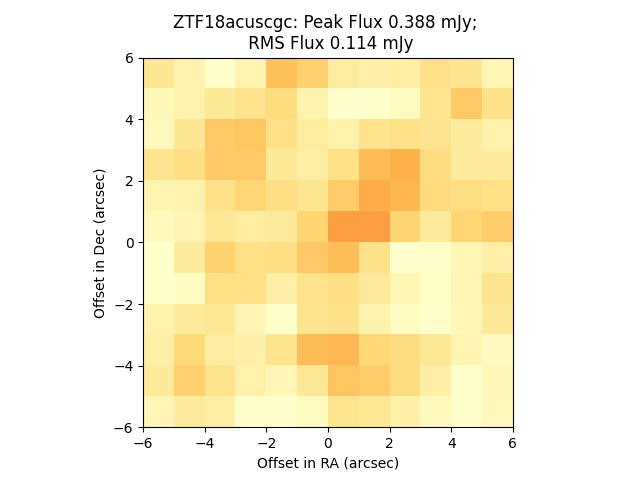 ZTF18acuscgc: Peak Flux 0.388 mJy;
RMS Flux 0.114 mJy
6
4
2
0
−2
−4
−6
Offset in Dec (arcsec)
−6 −4 −2 0 2 4 6
Offset in RA (arcsec)